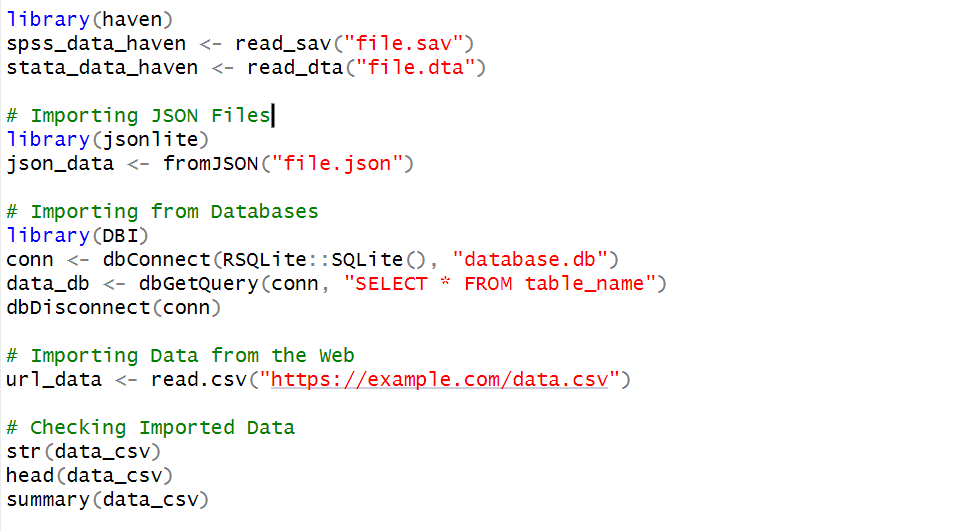 library(haven)
spss_data_haven <- read_sav("file.sav")
stata_data_haven <- read_dta("file.dta")
# Importing JSON Files
library(jsonlite)
json_data <- fromJSON("file.json")
# Importing from Databases
library(DBI)
conn <- dbConnect(RSQLite::SQLite(), "database.db")
data_db <- dbGetQuery(conn, "SELECT * FROM table_name")
dbDisconnect(conn)
# Importing Data from the Web
url_data <- read.csv("https://example.com/data.csv")
# Checking Imported Data
str(data_csv)
head(data_csv)
summary(data_csv)